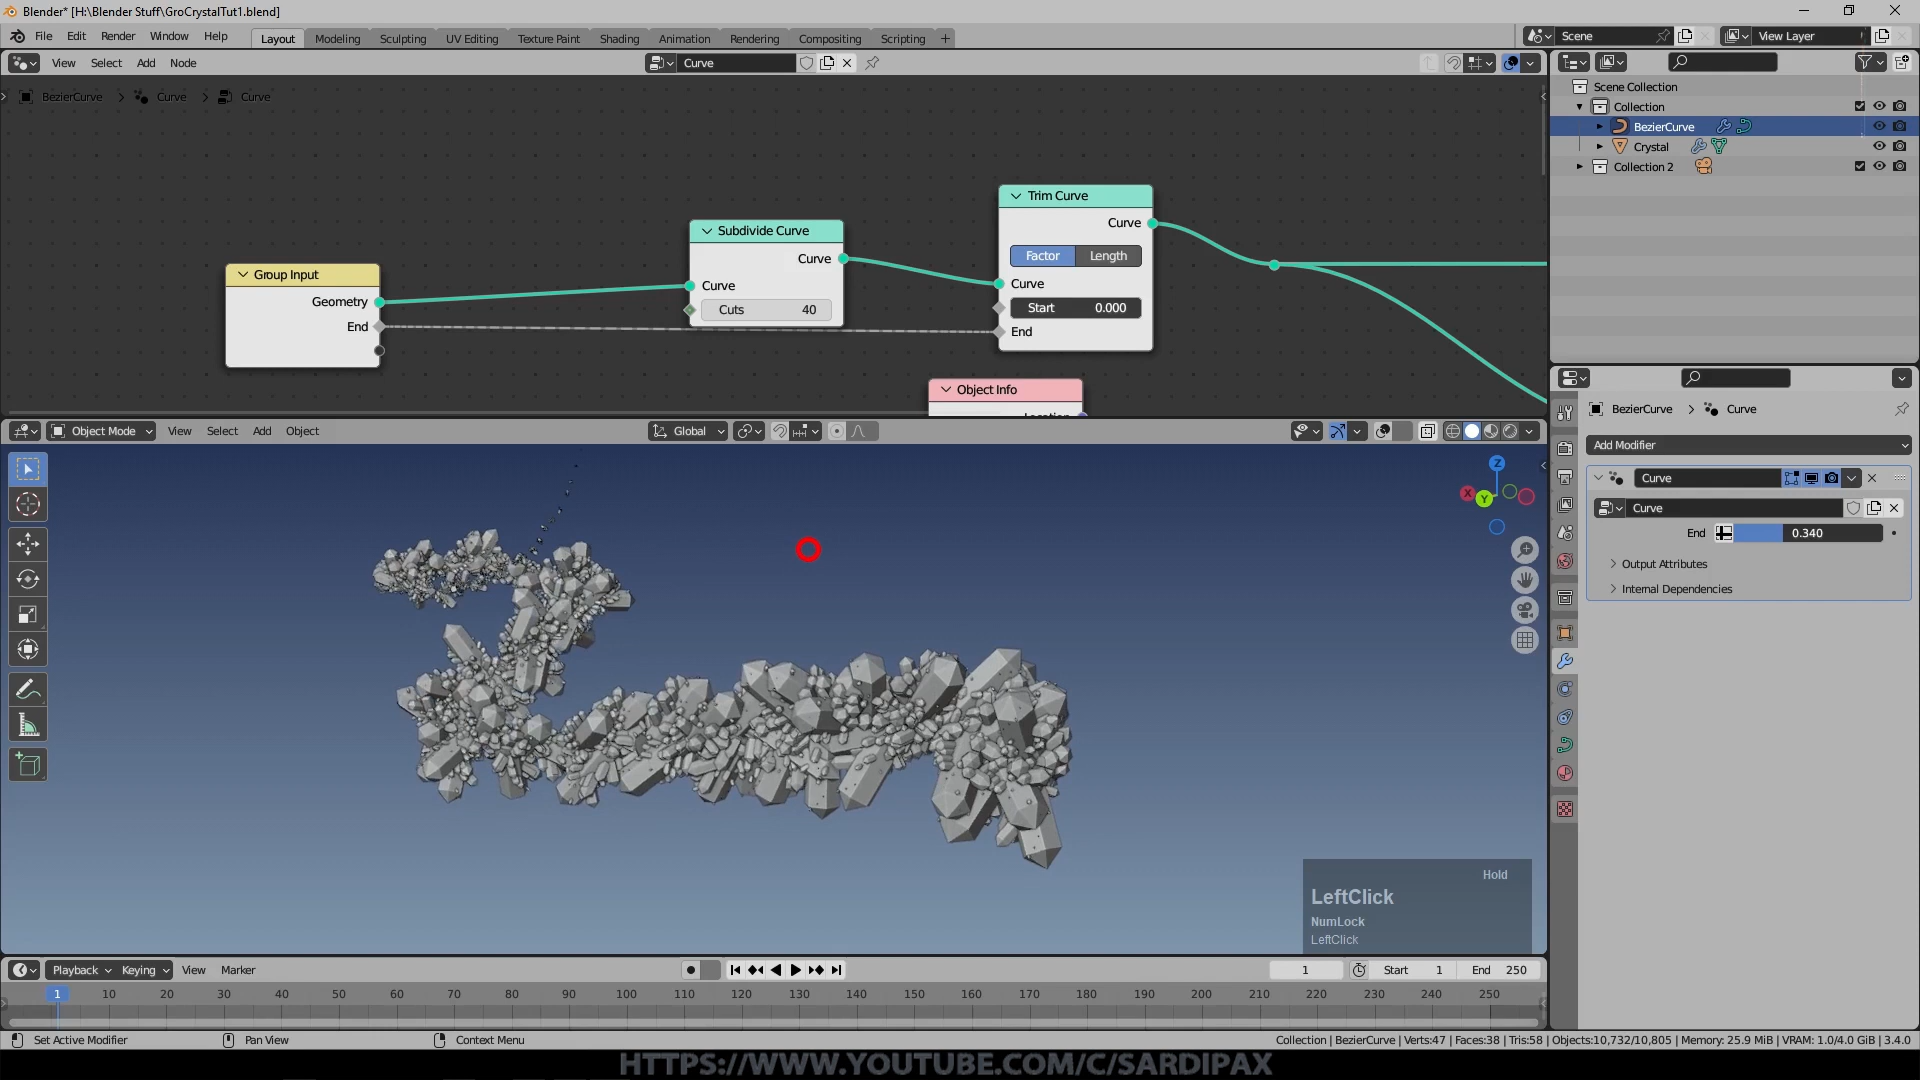 Blender* [H:\Blender Stuff\GroCrystalTut1.blend]
File Edit Render Window Help Layout Modeling Sculpting UV Editing Texture Paint Shading Animation Rendering Compositing Scripting + Scene View Layer
View Select Add Node Curve
BezierCurve > Curve > Curve
Scene Collection
Collection
BezierCurve
Crystal
Collection 2
Trim Curve
Curve
Factor Length
Curve
Start 0.000
End
Subdivide Curve
Curve
Curve
Cuts 40
Group Input
Geometry
End
Object Info
Location
Object Mode View Select Add Object Global
BezierCurve > Curve
Add Modifier
Curve
Curve
End 0.340
Output Attributes
Internal Dependencies
Z
X
Y
Hold
LeftClick
NumLock
LeftClick
Playback Keying View Marker 1 Start 1 End 250
1 10 20 30 40 50 60 70 80 90 100 110 120 130 140 150 160 170 180 190 200 210 220 230 240 250
Set Active Modifier Pan View Context Menu Collection | BezierCurve | Verts:47 | Faces:38 | Tris:58 | Objects:10,732/10,805 | Memory: 25.9 MiB | VRAM: 1.0/4.0 GiB | 3.4.0
HTTPS://WWW.YOUTUBE.COM/C/SARDIPAX